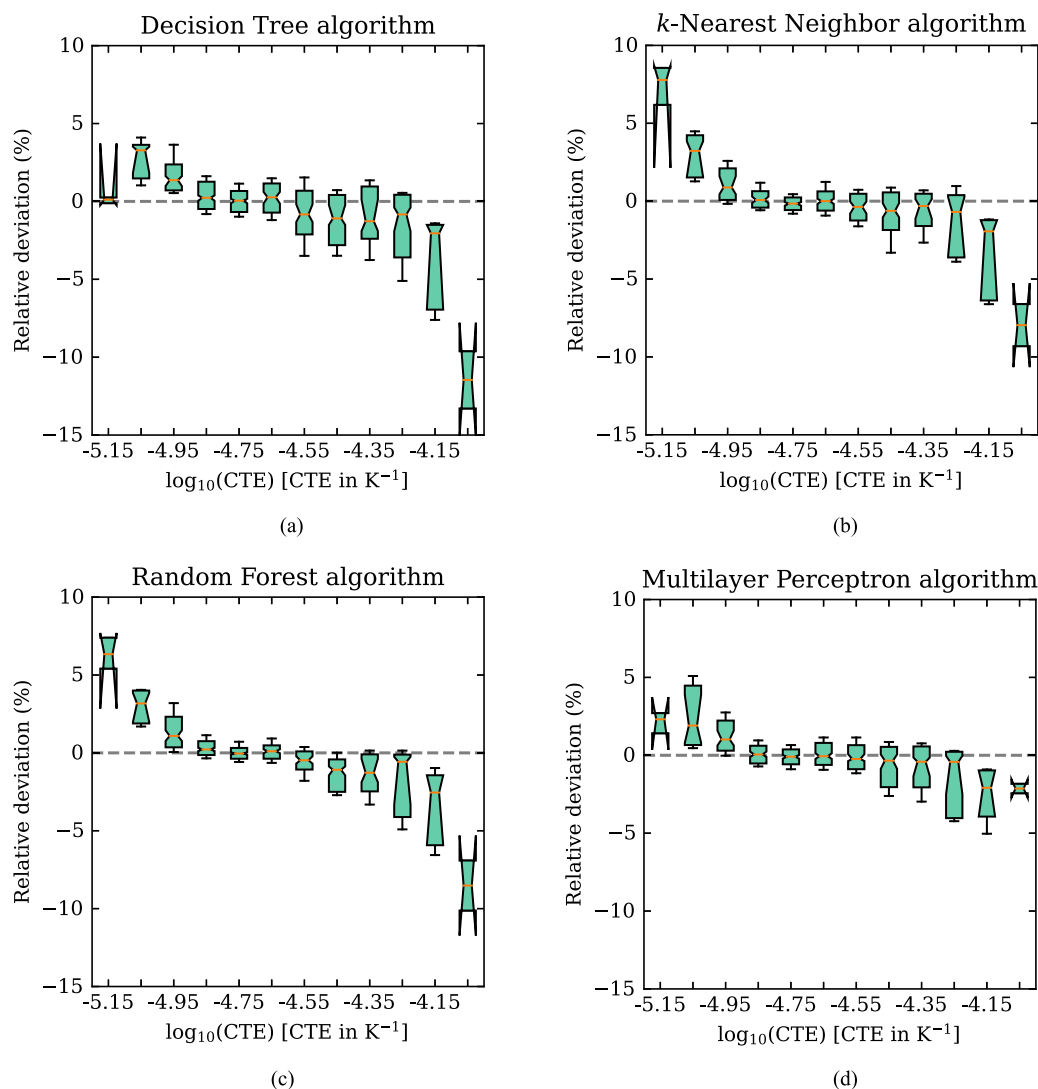 Decision Tree algorithm
10
5
0
−5
−10
−15
Relative deviation (%)
-5.15 -4.95 -4.75 -4.55 -4.35 -4.15
log₁₀(CTE) [CTE in K⁻¹]
(a)
k-Nearest Neighbor algorithm
10
5
0
−5
−10
−15
Relative deviation (%)
-5.15 -4.95 -4.75 -4.55 -4.35 -4.15
log₁₀(CTE) [CTE in K⁻¹]
(b)
Random Forest algorithm
10
5
0
−5
−10
−15
Relative deviation (%)
-5.15 -4.95 -4.75 -4.55 -4.35 -4.15
log₁₀(CTE) [CTE in K⁻¹]
(c)
Multilayer Perceptron algorithm
10
5
0
−5
−10
−15
Relative deviation (%)
-5.15 -4.95 -4.75 -4.55 -4.35 -4.15
log₁₀(CTE) [CTE in K⁻¹]
(d)